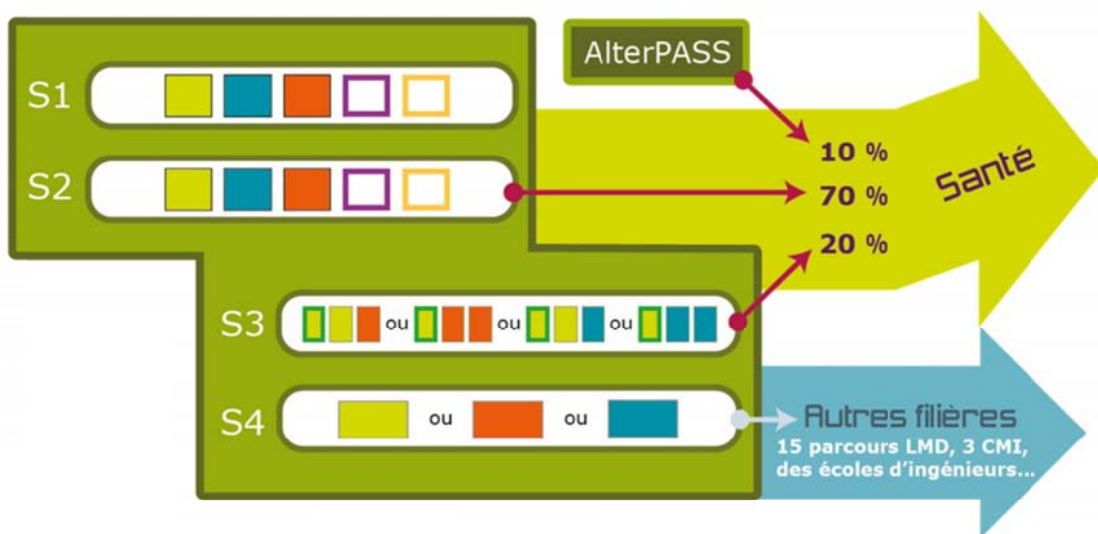 AlterPASS
S1
S2
10 %
70 %
20 %
Santé
S3
ou ou ou
S4
ou ou
Autres filières
15 parcours LMD, 3 CMI,
des écoles d'ingénieurs...